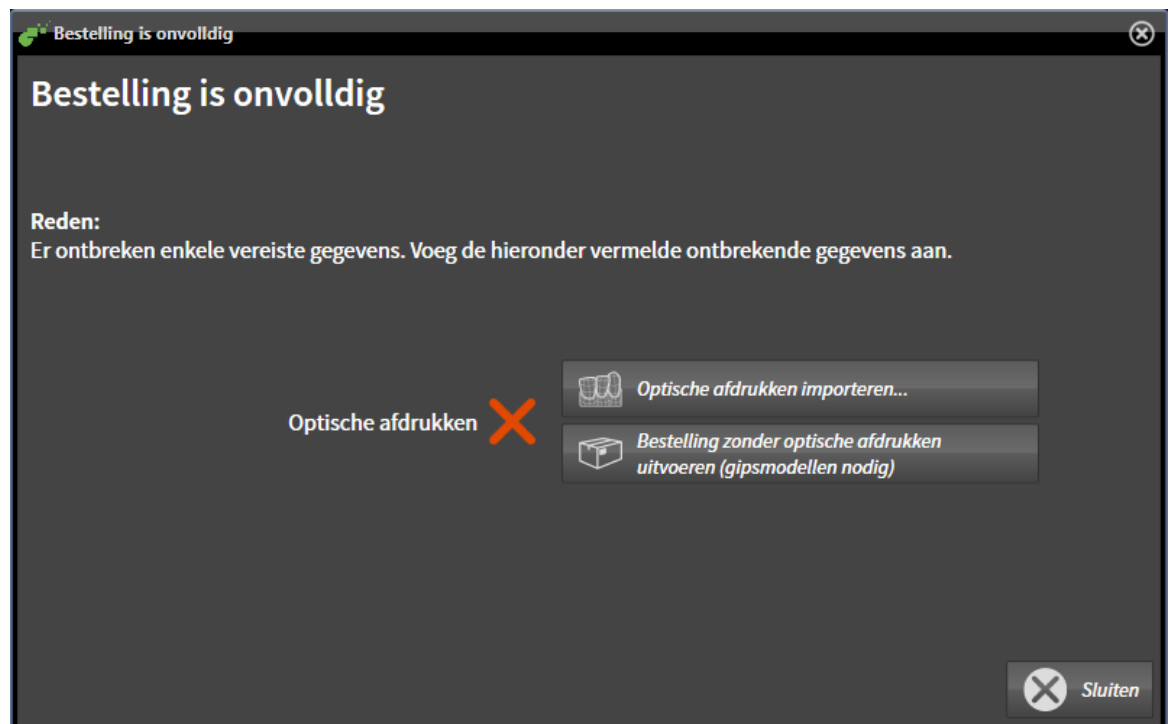 Bestelling is onvolldig
Bestelling is onvolldig
Reden:
Er ontbreken enkele vereiste gegevens. Voeg de hieronder vermelde ontbrekende gegevens aan.
Optische afdrukken
Optische afdrukken importeren...
Bestelling zonder optische afdrukken
uitvoeren (gipsmodellen nodig)
Sluiten